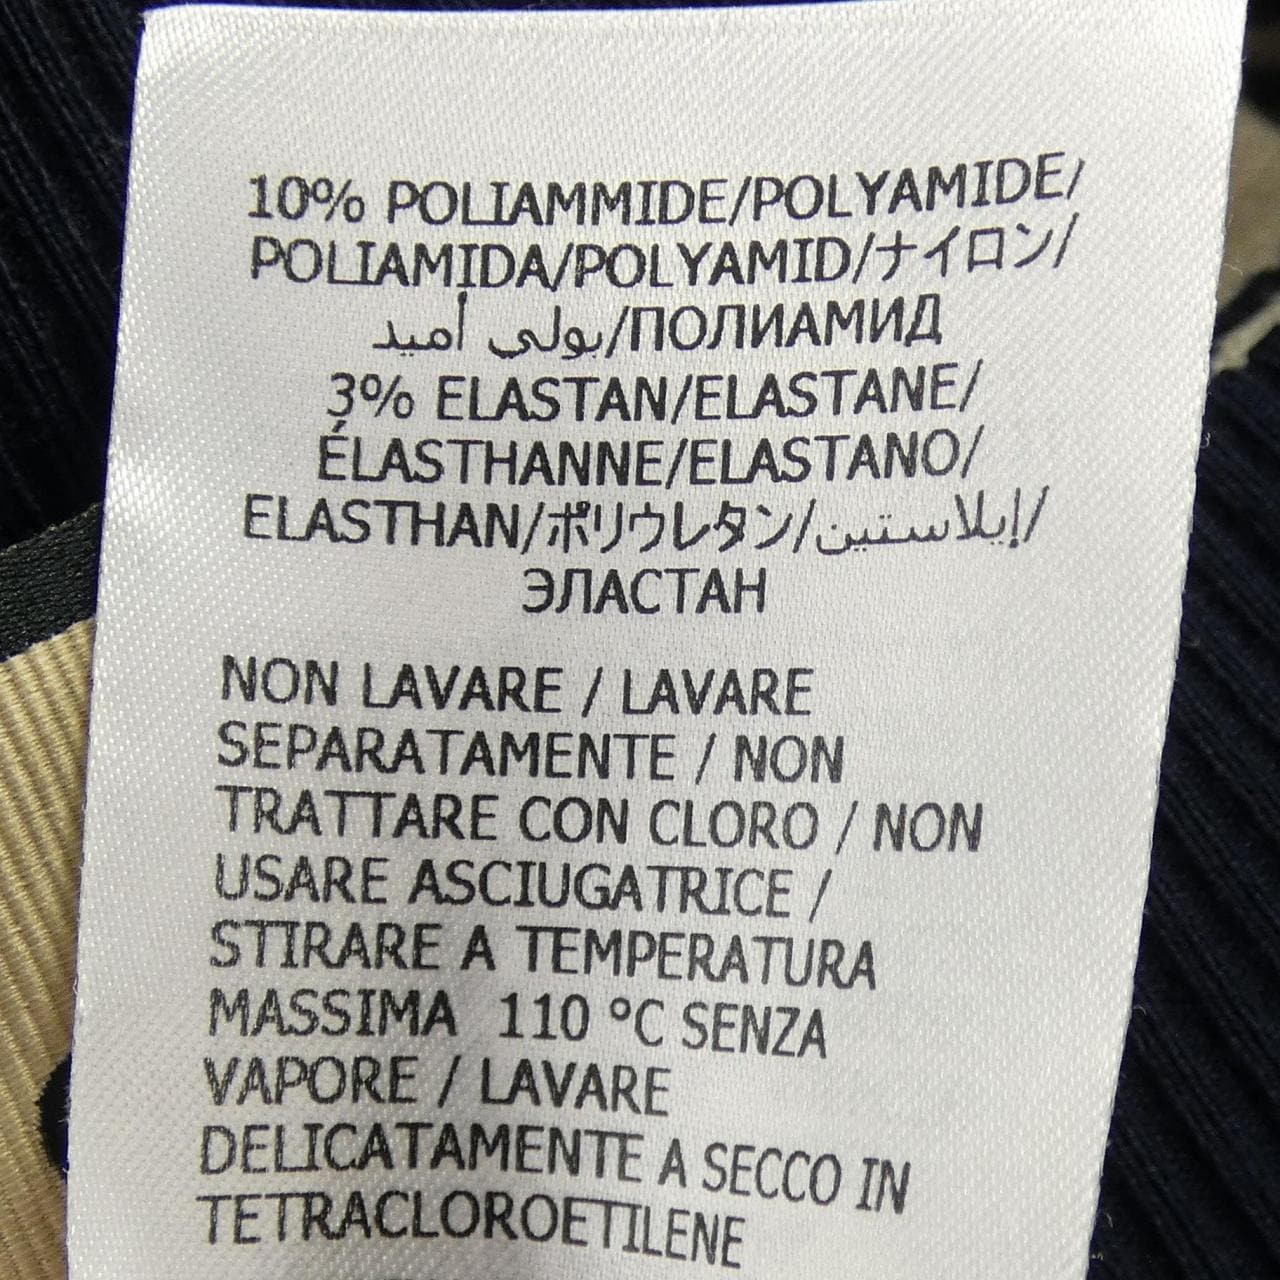 10% POLIAMMIDE/POLYAMIDE/
POLIAMIDA/POLYAMID/ナイロン/
بولي أميد/ПОЛИАМИД
3% ELASTAN/ELASTANE/
ÉLASTHANNE/ELASTANO/
ELASTHAN/ポリウレタン/إيلاستين/
ЭЛАСТАН
NON LAVARE / LAVARE
SEPARATAMENTE / NON
TRATTARE CON CLORO / NON
USARE ASCIUGATRICE /
STIRARE A TEMPERATURA
MASSIMA 110 °C SENZA
VAPORE / LAVARE
DELICATAMENTE A SECCO IN
TETRACLOROETILENE